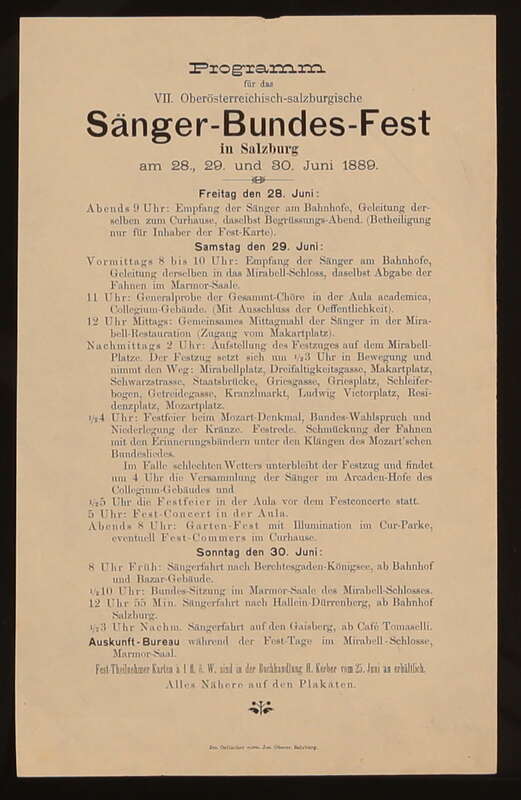 Programm
für das
VII. Oberösterreichisch-salzburgische
Sänger-Bundes-Fest
in Salzburg
am 28., 29. und 30. Juni 1889.
Freitag den 28. Juni:
Abends 9 Uhr: Empfang der Sänger am Bahnhofe, Geleitung der-
selben zum Curhause, daselbst Begrüssungs-Abend. (Betheiligung
nur für Inhaber der Fest-Karte).
Samstag den 29. Juni:
Vormittags 8 bis 10 Uhr: Empfang der Sänger am Bahnhofe,
Geleitung derselben in das Mirabell-Schloss, daselbst Abgabe der
Fahnen im Marmor-Saale.
11 Uhr: Generalprobe der Gesammt-Chöre in der Aula academica,
Collegium-Gebäude. (Mit Ausschluss der Oeffentlichkeit).
12 Uhr Mittags: Gemeinsames Mittagmahl der Sänger in der Mira-
bell-Restauration (Zugang vom Makartplatz).
Nachmittags 2 Uhr: Aufstellung des Festzuges auf dem Mirabell-
Platze. Der Festzug setzt sich um 1/23 Uhr in Bewegung und
nimmt den Weg: Mirabellplatz, Dreifaltigkeitsgasse, Makartplatz,
Schwarzstrasse, Staatsbrücke, Griesgasse, Griesplatz, Schleifer-
bogen, Getreidegasse, Kranzlmarkt, Ludwig Victorplatz, Resi-
denzplatz, Mozartplatz.
1/24 Uhr: Festfeier beim Mozart-Denkmal, Bundes-Wahlspruch und
Niederlegung der Kränze. Festrede. Schmückung der Fahnen
mit den Erinnerungsbändern unter den Klängen des Mozart'schen
Bundesliedes.
Im Falle schlechten Wetters unterbleibt der Festzug und findet
um 4 Uhr die Versammlung der Sänger im Arcaden-Hofe des
Collegium-Gebäudes und
1/25 Uhr die Festfeier in der Aula vor dem Festconcerte statt.
5 Uhr: Fest-Concert in der Aula.
Abends 8 Uhr: Garten-Fest mit Illumination im Cur-Parke,
eventuell Fest-Commers im Curhause.
Sonntag den 30. Juni:
8 Uhr Früh: Sängerfahrt nach Berchtesgaden-Königsee, ab Bahnhof
und Bazar-Gebäude.
1/210 Uhr: Bundes-Sitzung im Marmor-Saale des Mirabell-Schlosses.
12 Uhr 55 Min. Sängerfahrt nach Hallein-Dürrenberg, ab Bahnhof
Salzburg.
1/23 Uhr Nachm. Sängerfahrt auf den Gaisberg, ab Café Tomaselli.
Auskunft-Bureau während der Fest-Tage im Mirabell-Schlosse,
Marmor-Saal.
Fest-Theilnehmer Karten à 1 fl. ö. W. sind in der Buchhandlung H. Kerber vom 25. Juni an erhältlich.
Alles Nähere auf den Plakaten.
Jos. Oberer, Salzburg.